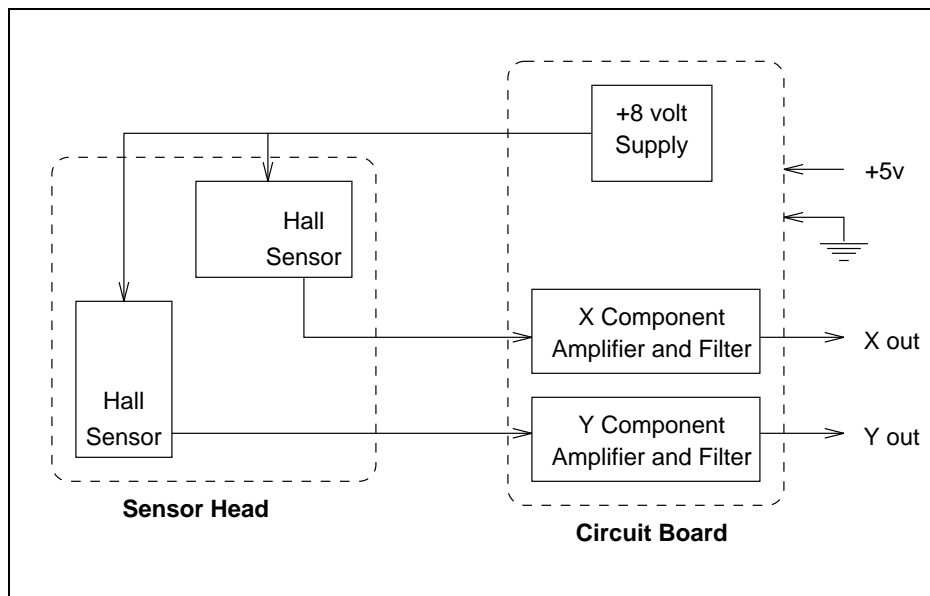 +8 volt
Supply
+5v
Hall
Sensor
X Component
Amplifier and Filter
X out
Hall
Sensor
Y Component
Amplifier and Filter
Y out
Sensor Head
Circuit Board